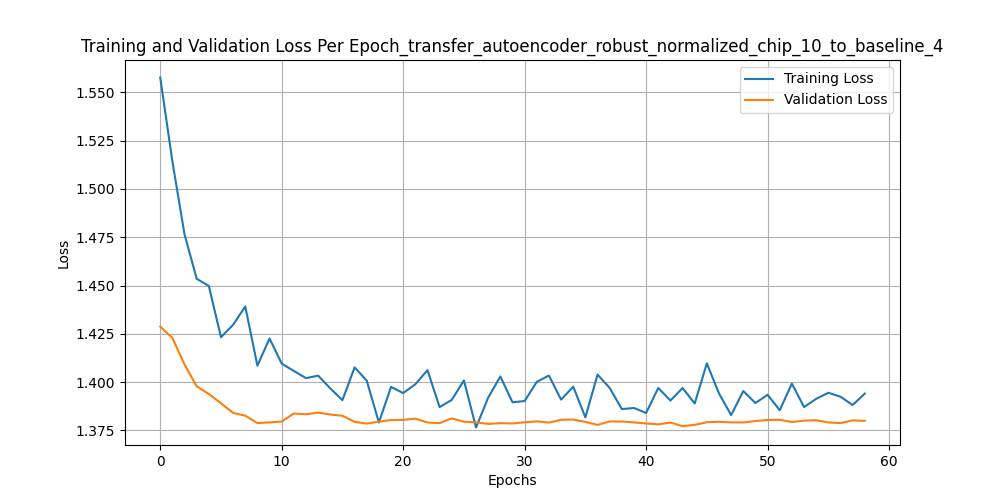 Training and Validation Loss Per Epoch_transfer_autoencoder_robust_normalized_chip_10_to_baseline_4
Training Loss
Validation Loss
1.550
1.525
1.500
1.475
1.450
1.425
1.400
1.375
Loss
0 10 20 30 40 50 60
Epochs